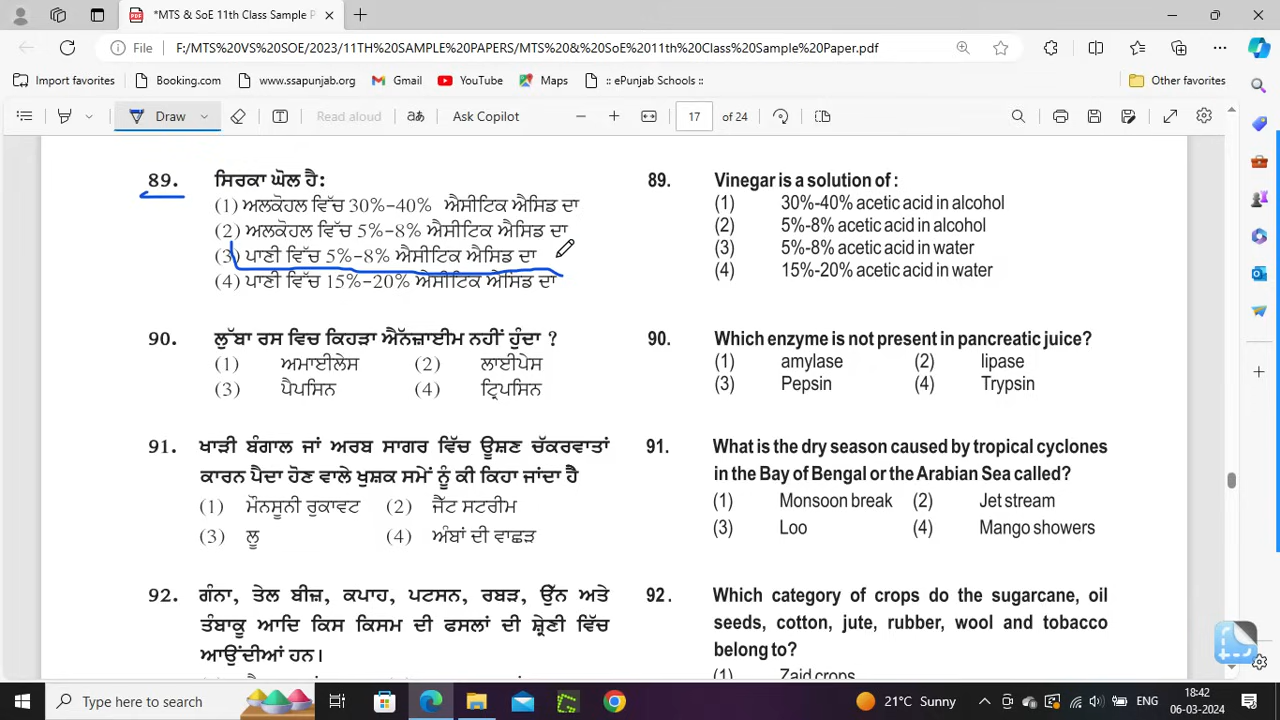 *MTS & SoE 11th Class Sample P
File
F:/MTS%20VS%20SOE/2023/11TH%20SAMPLE%20PAPERS/MTS%20&%20SoE%2011th%20Class%20Sample%20Paper.pdf
Import favorites
Booking.com
www.ssapunjab.org
Gmail
YouTube
Maps
:: ePunjab Schools ::
Other favorites
Draw
Read aloud
Ask Copilot
17 of 24
89. ਸਿਰਕਾ ਘੋਲ ਹੈ:
(1) ਅਲਕੋਹਲ ਵਿੱਚ 30%-40% ਐਸੀਟਿਕ ਐਸਿਡ ਦਾ
(2) ਅਲਕੋਹਲ ਵਿੱਚ 5%-8% ਐਸੀਟਿਕ ਐਸਿਡ ਦਾ
(3) ਪਾਣੀ ਵਿੱਚ 5%-8% ਐਸੀਟਿਕ ਐਸਿਡ ਦਾ
(4) ਪਾਣੀ ਵਿੱਚ 15%-20% ਐਸੀਟਿਕ ਐਸਿਡ ਦਾ
90. ਲੁੱਬਾ ਰਸ ਵਿਚ ਕਿਹੜਾ ਐਨੱਜ਼ਾਈਮ ਨਹੀਂ ਹੁੰਦਾ ?
(1) ਅਮਾਈਲੇਸ (2) ਲਾਈਪੇਸ
(3) ਪੈਪਸਿਨ (4) ਟ੍ਰਿਪਸਿਨ
91. ਖਾੜੀ ਬੰਗਾਲ ਜਾਂ ਅਰਬ ਸਾਗਰ ਵਿੱਚ ਊਸ਼ਣ ਚੱਕਰਵਾਤਾਂ
ਕਾਰਨ ਪੈਦਾ ਹੋਣ ਵਾਲੇ ਖੁਸ਼ਕ ਸਮੇਂ ਨੂੰ ਕੀ ਕਿਹਾ ਜਾਂਦਾ ਹੈ
(1) ਮੌਨਸੂਨੀ ਰੁਕਾਵਟ (2) ਜੈੱਟ ਸਟਰੀਮ
(3) ਲੂ (4) ਅੰਬਾਂ ਦੀ ਵਾਛੜ
92. ਗੰਨਾ, ਤੇਲ ਬੀਜ਼, ਕਪਾਹ, ਪਟਸਨ, ਰਬੜ, ਉੱਨ ਅਤੇ
ਤੰਬਾਕੂ ਆਦਿ ਕਿਸ ਕਿਸਮ ਦੀ ਫਸਲਾਂ ਦੀ ਸ਼੍ਰੇਣੀ ਵਿੱਚ
ਆਉਂਦੀਆਂ ਹਨ।
89. Vinegar is a solution of :
(1) 30%-40% acetic acid in alcohol
(2) 5%-8% acetic acid in alcohol
(3) 5%-8% acetic acid in water
(4) 15%-20% acetic acid in water
90. Which enzyme is not present in pancreatic juice?
(1) amylase (2) lipase
(3) Pepsin (4) Trypsin
91. What is the dry season caused by tropical cyclones
in the Bay of Bengal or the Arabian Sea called?
(1) Monsoon break (2) Jet stream
(3) Loo (4) Mango showers
92. Which category of crops do the sugarcane, oil
seeds, cotton, jute, rubber, wool and tobacco
belong to?
(1) Zaid crops
Type here to search
21°C Sunny
ENG
18:42
06-03-2024